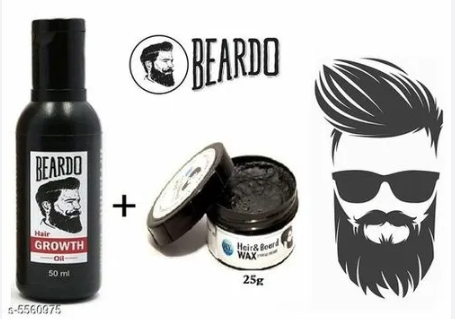 BEARDO
BEARDO
Hair
GROWTH
Oil
50 ml
+
Hair&Beard
WAX
25g
s-5560975